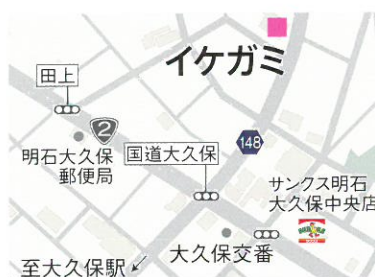 イケガミ
田上
2
明石大久保
郵便局
国道大久保
148
サンクス明石
大久保中央店
大久保交番
至大久保駅